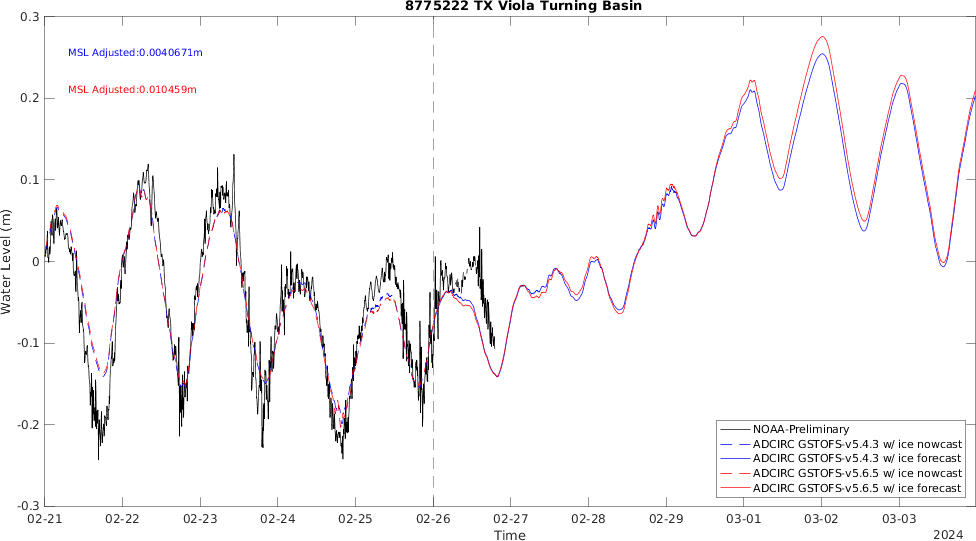 8775222 TX Viola Turning Basin
0.3
MSL Adjusted:0.0040671m
MSL Adjusted:0.010459m
0.2
0.1
0
-0.1
-0.2
-0.3
Water Level (m)
NOAA-Preliminary
ADCIRC GSTOFS-v5.4.3 w/ ice nowcast
ADCIRC GSTOFS-v5.4.3 w/ ice forecast
ADCIRC GSTOFS-v5.6.5 w/ ice nowcast
ADCIRC GSTOFS-v5.6.5 w/ ice forecast
02-21 02-22 02-23 02-24 02-25 02-26 02-27 02-28 02-29 03-01 03-02 03-03
Time
2024